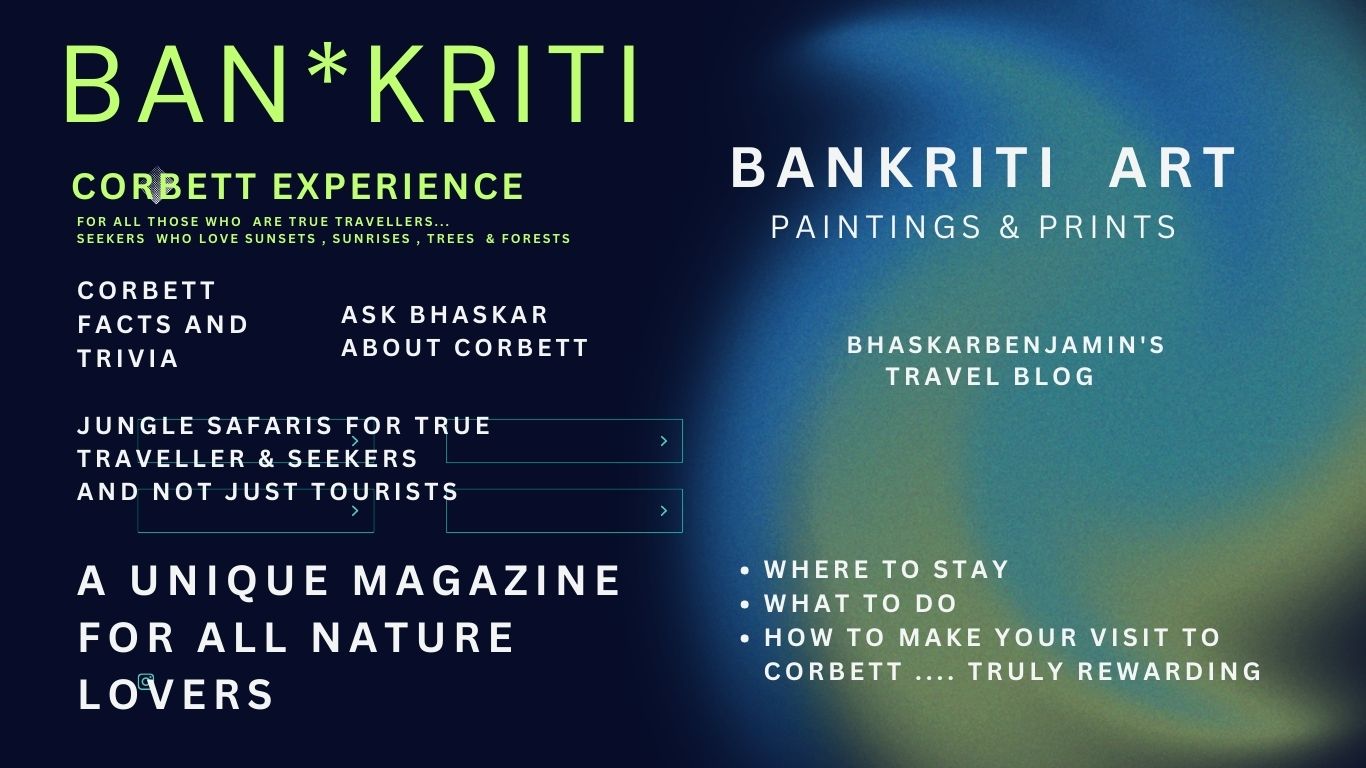 BAN*KRITI
CORBETT EXPERIENCE
FOR ALL THOSE WHO ARE TRUE TRAVELLERS...
SEEKERS WHO LOVE SUNSETS , SUNRISES , TREES & FORESTS
CORBETT
FACTS AND
TRIVIA
ASK BHASKAR
ABOUT CORBETT
JUNGLE SAFARIS FOR TRUE
TRAVELLER & SEEKERS
AND NOT JUST TOURISTS
A UNIQUE MAGAZINE
FOR ALL NATURE
LOVERS
BANKRITI ART
PAINTINGS & PRINTS
BHASKARBENJAMIN'S
TRAVEL BLOG
• WHERE TO STAY
• WHAT TO DO
• HOW TO MAKE YOUR VISIT TO
CORBETT .... TRULY REWARDING